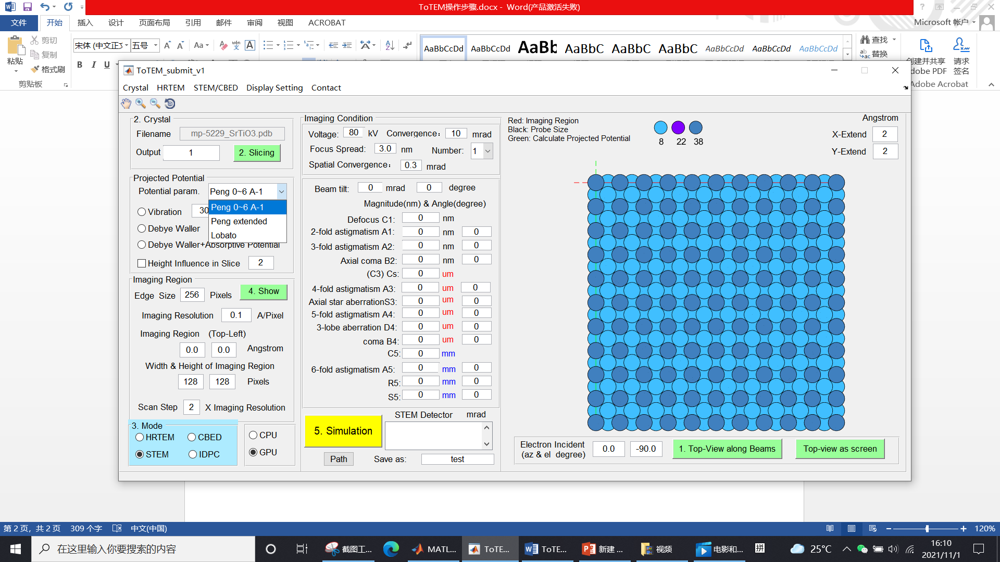 ToTEM操作步骤.docx - Word(产品激活失败)
文件 开始 插入 设计 页面布局 引用 邮件 审阅 视图 ACROBAT
Microsoft 帐户
粘贴
剪切
复制
格式刷
剪贴板
宋体 (中文正文 五号
B I U
AaBbCcDd AaBbCcDd AaBb AaBbC AaBbC AaBbC AaBbCcDd AaBbCcDd AaBbCcDd
查找
替换
创建并共享
dobe PDF
请求
签名
Adobe Acrobat
ToTEM_submit_v1
Crystal HRTEM STEM/CBED Display Setting Contact
2. Crystal
Filename mp-5229_SrTiO3.pdb
Output 1 2. Slicing
Projected Potential
Potential param. Peng 0~6 A-1
Peng 0~6 A-1
Peng extended
Lobato
Vibration 30
Debye Waller
Debye Waller+Absorptive Potential
Height Influence in Slice 2
Imaging Region
Edge Size 256 Pixels 4. Show
Imaging Resolution 0.1 A/Pixel
Imaging Region (Top-Left)
0.0 0.0 Angstrom
Width & Height of Imaging Region
128 128 Pixels
Scan Step 2 X Imaging Resolution
3. Mode
HRTEM CBED
STEM IDPC
CPU
GPU
Imaging Condition
Voltage: 80 kV Convergence: 10 mrad
Focus Spread: 3.0 nm Number: 1
Spatial Convergence: 0.3 mrad
Beam tilt: 0 mrad 0 degree
Magnitude(nm) & Angle(degree)
Defocus C1: 0 nm
2-fold astigmatism A1: 0 nm 0
3-fold astigmatism A2: 0 nm 0
Axial coma B2: 0 nm 0
(C3) Cs: 0 um
4-fold astigmatism A3: 0 um 0
Axial star aberrationS3: 0 um 0
5-fold astigmatism A4: 0 um 0
3-lobe aberration D4: 0 um 0
coma B4: 0 um 0
C5: 0 mm
6-fold astigmatism A5: 0 mm 0
R5: 0 mm 0
S5: 0 mm 0
5. Simulation
STEM Detector mrad
Path Save as: test
Red: Imaging Region
Black: Probe Size
Green: Calculate Projected Potential
8 22 38
Angstrom
X-Extend 2
Y-Extend 2
Electron Incident
(az & el degree)
0.0 -90.0 1. Top-View along Beams Top-view as screen
第 2 页，共 2 页 309 个字 中文(中国) 120%
在这里输入你要搜索的内容
截图工... MATL... ToTE... ToTE... 新建 ... 视频 电影和... 拼 25°C
16:10
2021/11/1